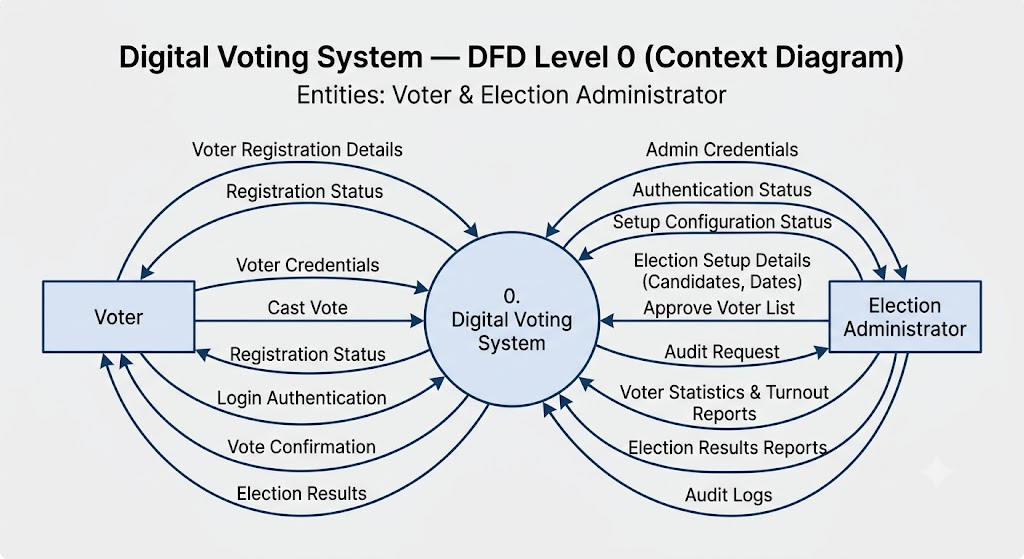 Digital Voting System — DFD Level 0 (Context Diagram)
Entities: Voter & Election Administrator
Voter Registration Details
Registration Status
Voter Credentials
Cast Vote
Registration Status
Login Authentication
Vote Confirmation
Election Results
Voter
0.
Digital Voting
System
Admin Credentials
Authentication Status
Setup Configuration Status
Election Setup Details
(Candidates, Dates)
Approve Voter List
Audit Request
Voter Statistics & Turnout
Reports
Election Results Reports
Audit Logs
Election
Administrator